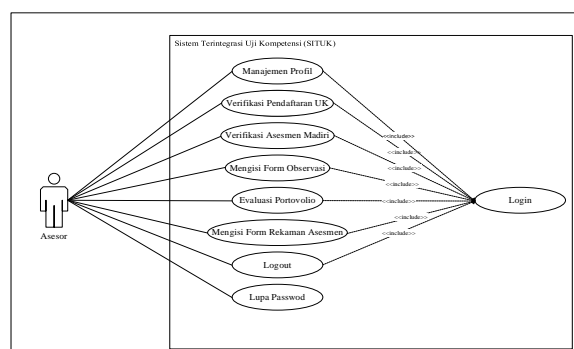 Sistem Terintegrasi Uji Kompetensi (SITUK)
Manajemen Profil
Verifikasi Pendaftaran UK
<<include>>
Verifikasi Asesmen Madiri
<<include>>
<<include>>
Mengisi Form Observasi
<<include>>
Evaluasi Portovolio
<<include>>
Login
<<include>>
Mengisi Form Rekaman Asesmen
<<include>>
Asesor
Logout
Lupa Passwod